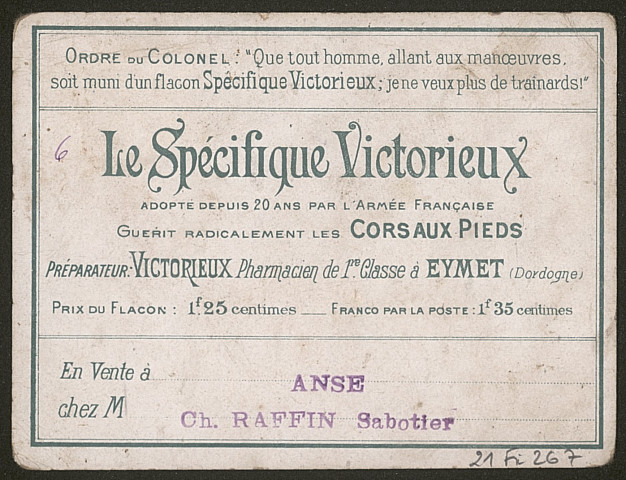 ORDRE DU COLONEL : "Que tout homme, allant aux manœuvres,
soit muni d'un flacon Spécifique Victorieux ; je ne veux plus de trainards!"
6
Le Spécifique Victorieux
ADOPTÉ DEPUIS 20 ANS PAR L'ARMÉE FRANÇAISE
GUERIT RADICALEMENT LES CORS AUX PIEDS
PRÉPARATEUR: VICTORIEUX Pharmacien de 1re Classe à EYMET (Dordogne)
PRIX DU FLACON : 1f.25 centimes __ FRANCO PAR LA POSTE : 1f 35 centimes
En Vente à ANSE
chez M Ch. RAFFIN Sabotier
21 Fi 267